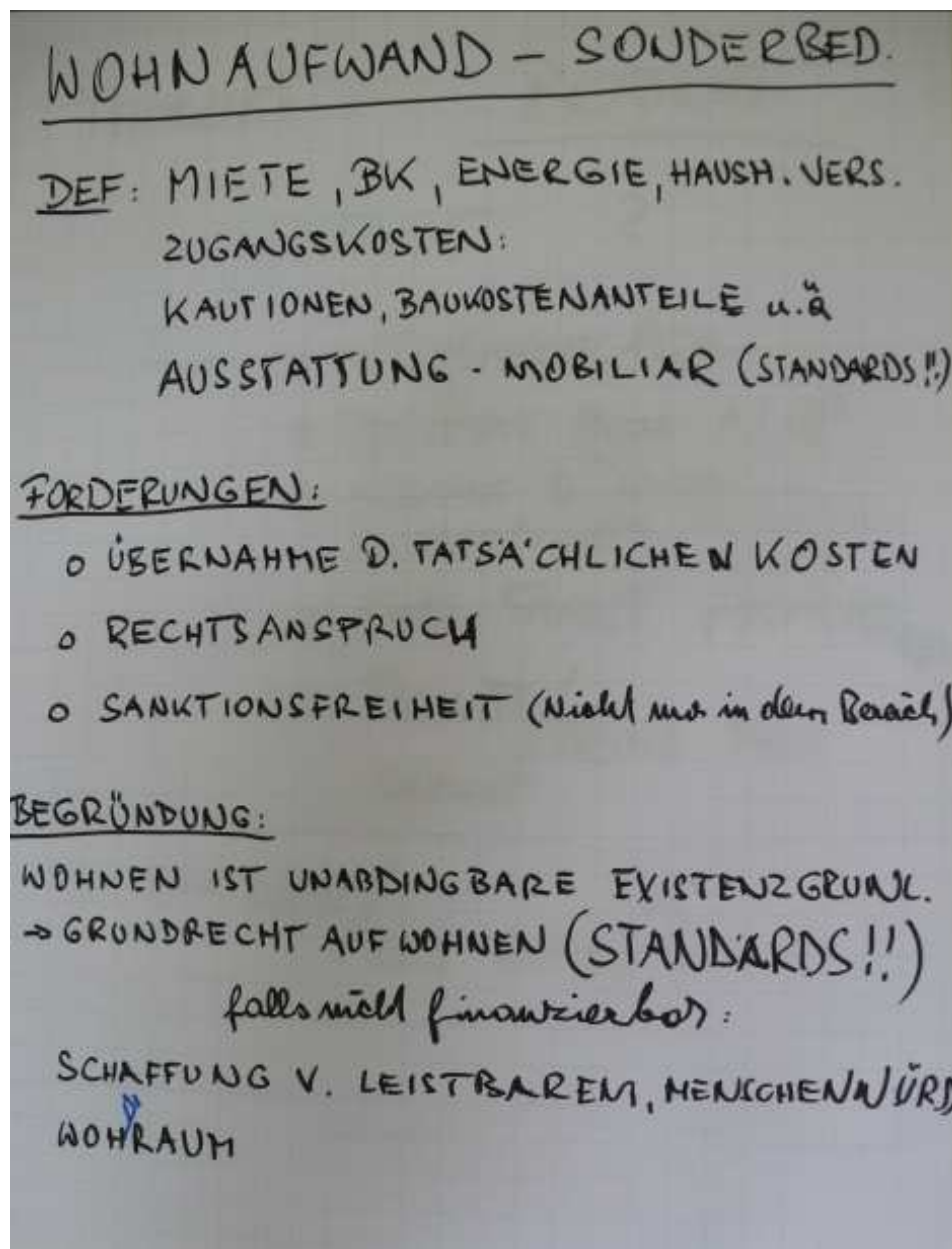 WOHNAUFWAND – SONDERBED.
DEF: MIETE, BK, ENERGIE, HAUSH. VERS.
ZUGANGSKOSTEN:
KAUTIONEN, BAUKOSTENANTEILE u.ä
AUSSTATTUNG - MOBILIAR (STANDARDS!!)
FORDERUNGEN:
o ÜBERNAHME D. TATSÄCHLICHEN KOSTEN
o RECHTSANSPRUCH
o SANKTIONSFREIHEIT (Nicht nur in dem Bereich)
BEGRÜNDUNG:
WOHNEN IST UNABDINGBARE EXISTENZGRUNDL.
→ GRUNDRECHT AUF WOHNEN (STANDARDS!!)
falls nicht finanzierbar:
SCHAFFUNG V. LEISTBAREM, MENSCHENWÜRD
WOHNRAUM